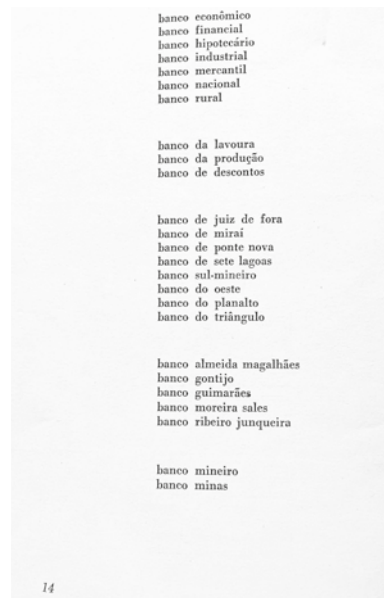 banco econômico
banco financial
banco hipotecário
banco industrial
banco mercantil
banco nacional
banco rural
banco da lavoura
banco da produção
banco de descontos
banco de juiz de fora
banco de miraí
banco de ponte nova
banco de sete lagoas
banco sul-mineiro
banco do oeste
banco do planalto
banco do triângulo
banco almeida magalhães
banco gontijo
banco guimarães
banco moreira sales
banco ribeiro junqueira
banco mineiro
banco minas
14